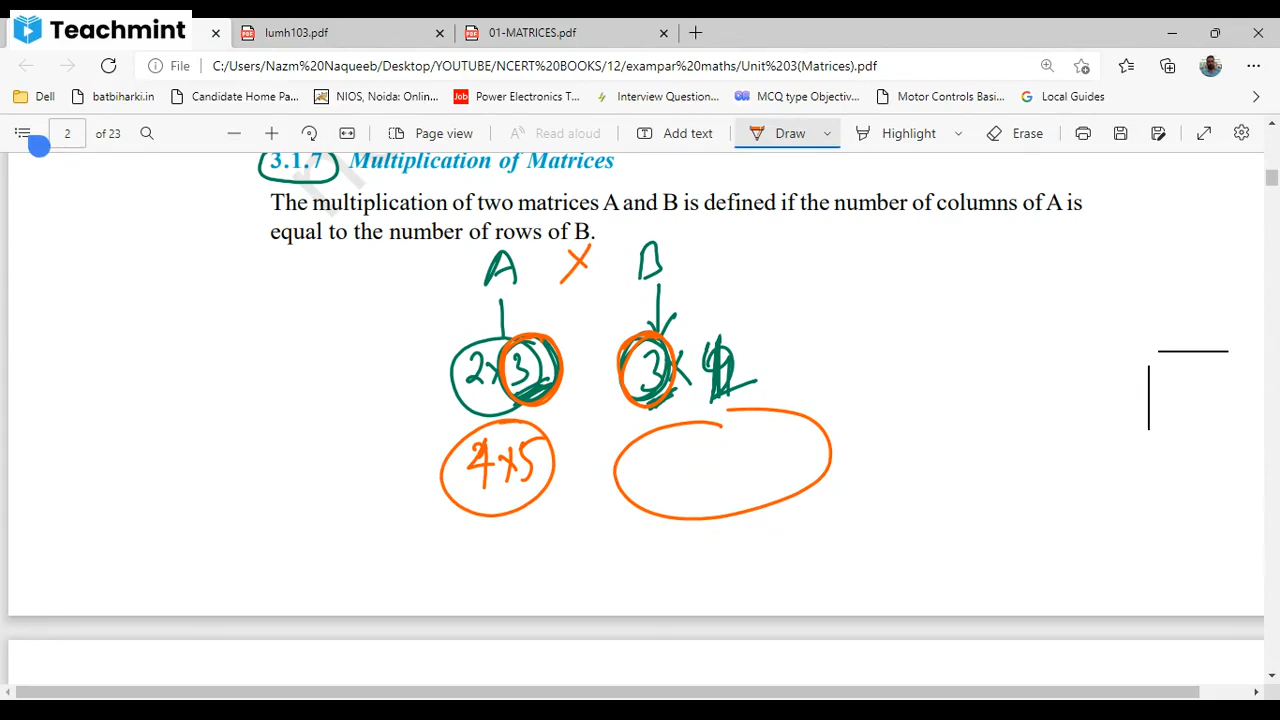 Teachmint
lumh103.pdf
01-MATRICES.pdf
File
C:/Users/Nazm%20Naqueeb/Desktop/YOUTUBE/NCERT%20BOOKS/12/exampar%20maths/Unit%203(Matrices).pdf
Dell
batbiharki.in
Candidate Home Pa...
NIOS, Noida: Onlin...
Job
Power Electronics T...
Interview Question...
MCQ type Objectiv...
Motor Controls Basi...
Local Guides
2 of 23
Page view
Read aloud
Add text
Draw
Highlight
Erase
3.1.7 Multiplication of Matrices
The multiplication of two matrices A and B is defined if the number of columns of A is
equal to the number of rows of B.
A × B
2×3 3×
4×5